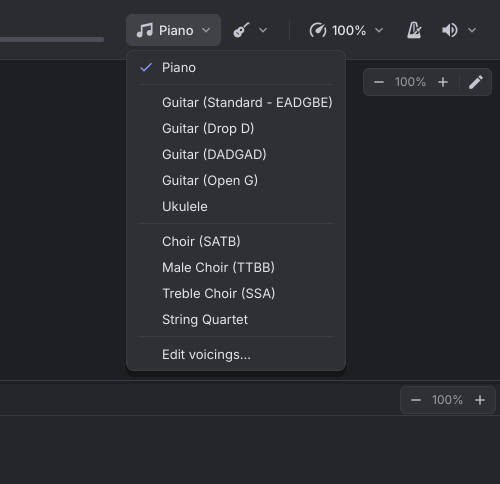 Piano
100%
Piano
100%
Guitar (Standard - EADGBE)
Guitar (Drop D)
Guitar (DADGAD)
Guitar (Open G)
Ukulele
Choir (SATB)
Male Choir (TTBB)
Treble Choir (SSA)
String Quartet
Edit voicings...
100%